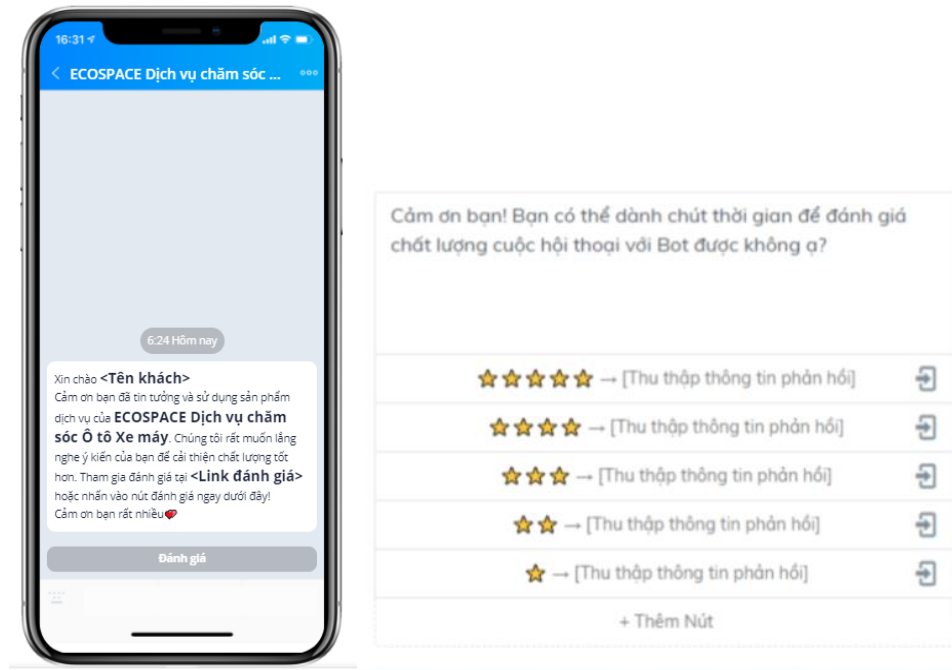 16:31
ECOSPACE Dịch vụ chăm sóc ...
6:24 Hôm nay
Xin chào <Tên khách>
Cảm ơn bạn đã tin tưởng và sử dụng sản phẩm
dịch vụ của ECOSPACE Dịch vụ chăm
sóc Ô tô Xe máy. Chúng tôi rất muốn lắng
nghe ý kiến của bạn để cải thiện chất lượng tốt
hơn. Tham gia đánh giá tại <Link đánh giá>
hoặc nhấn vào nút đánh giá ngay dưới đây!
Cảm ơn bạn rất nhiều
Đánh giá
Cảm ơn bạn! Bạn có thể dành chút thời gian để đánh giá
chất lượng cuộc hội thoại với Bot được không ạ?
→ [Thu thập thông tin phản hồi]
→ [Thu thập thông tin phản hồi]
→ [Thu thập thông tin phản hồi]
→ [Thu thập thông tin phản hồi]
→ [Thu thập thông tin phản hồi]
+ Thêm Nút